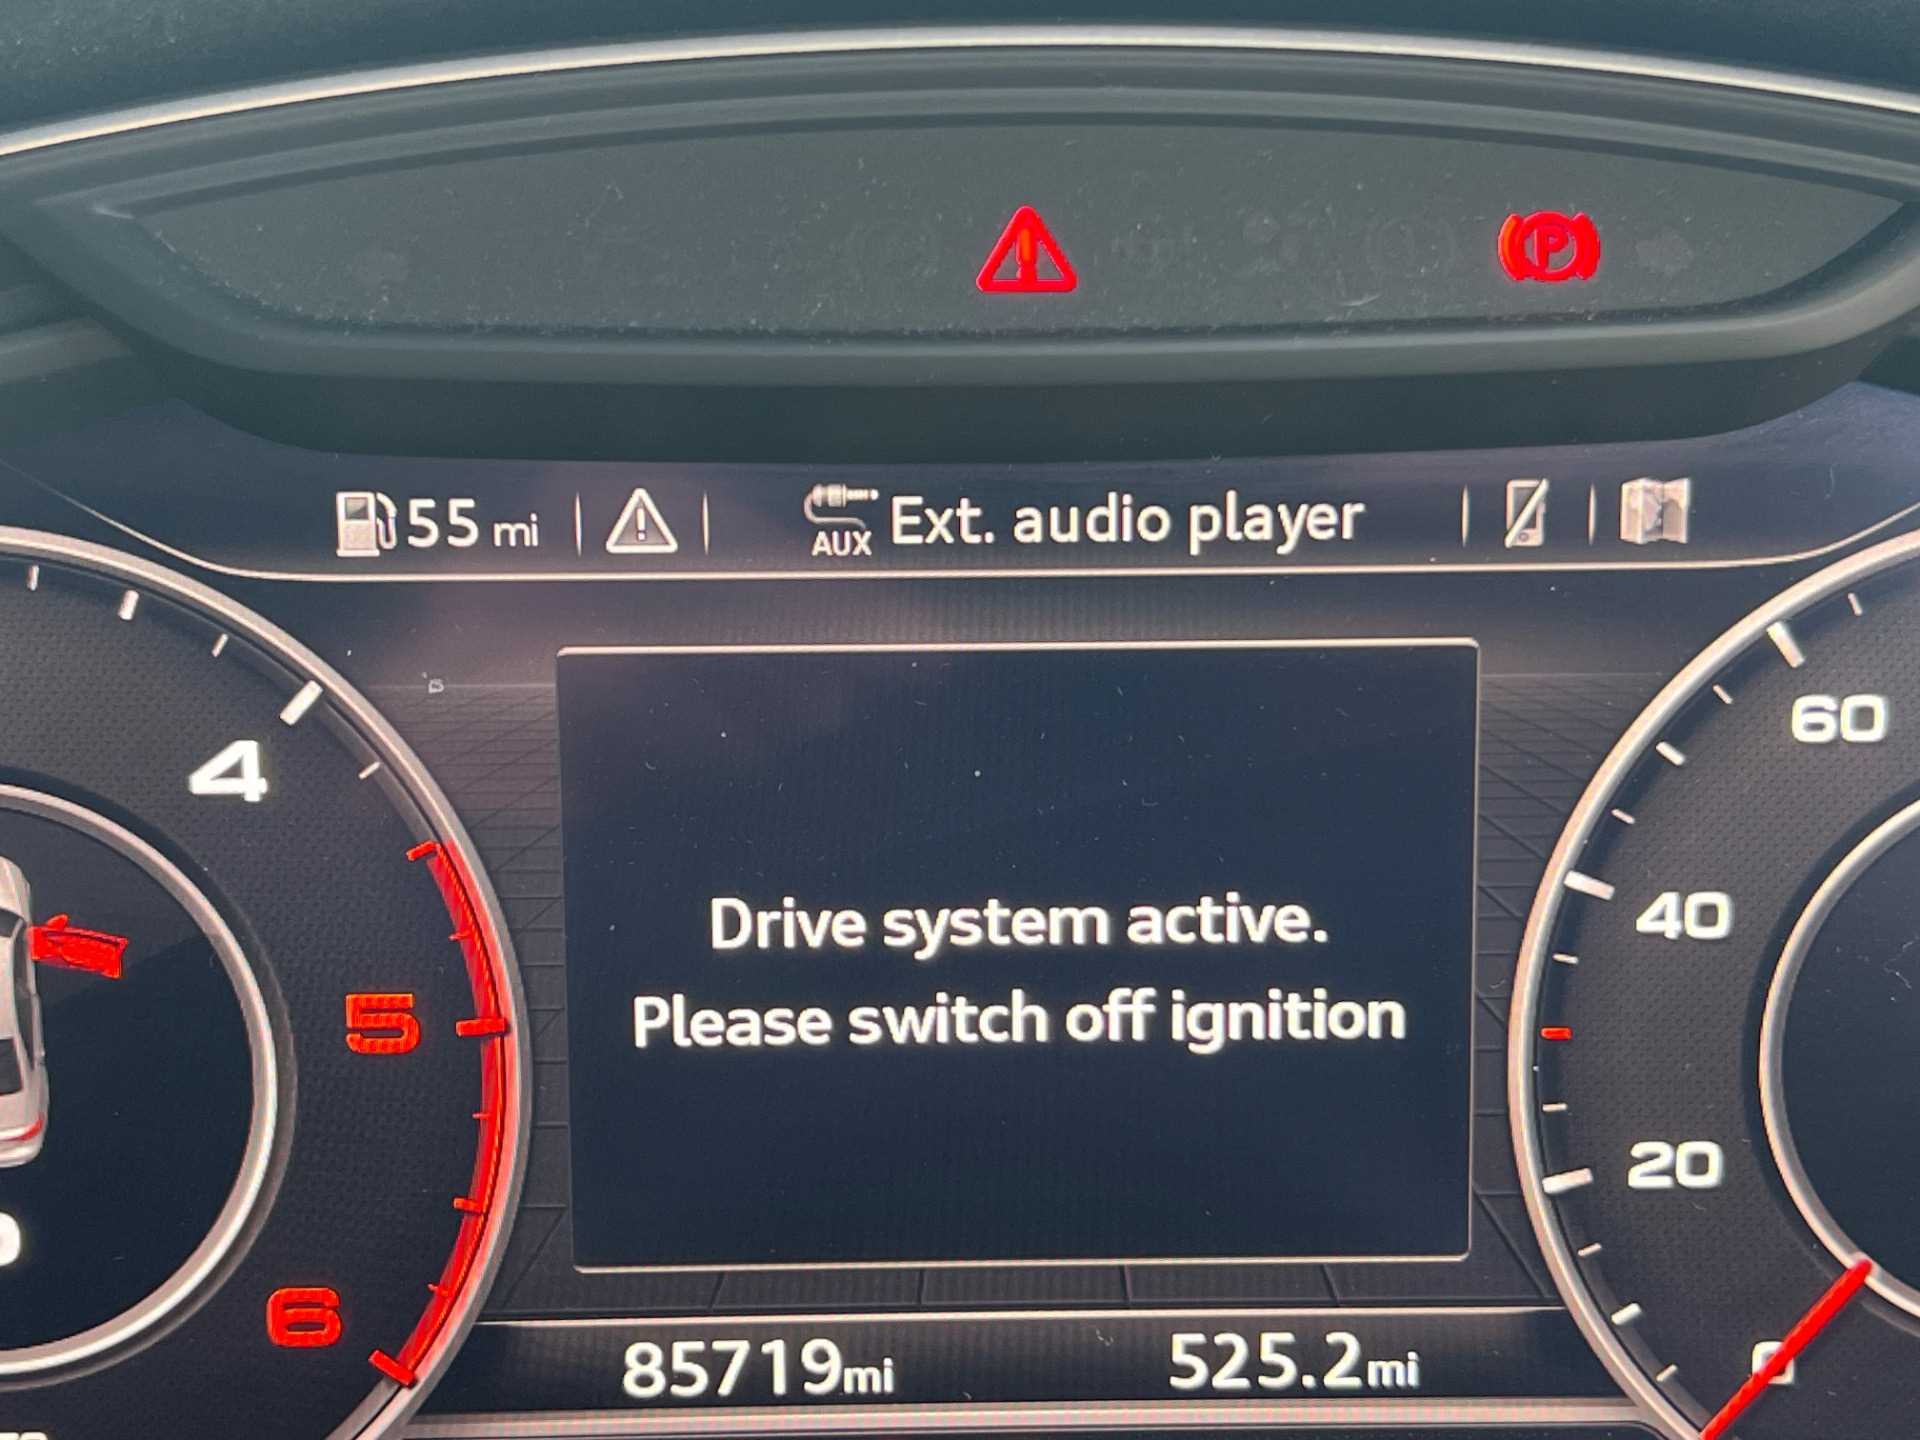 P
55 mi
AUX Ext. audio player
4
5
6
60
40
20
0
Drive system active.
Please switch off ignition
85719mi
525.2mi